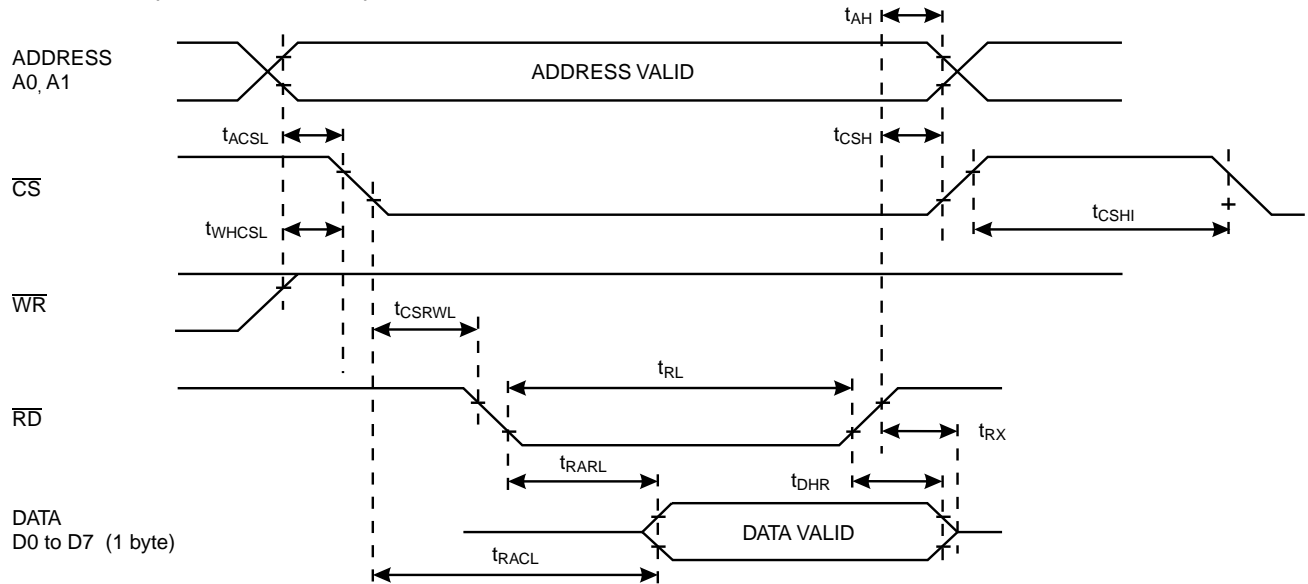 tAH
ADDRESS
A0, A1
ADDRESS VALID
tACSL
tCSH
CS
tWHCSL
tCSHI
WR
tCSRWL
tRL
RD
tRX
tRARL
tDHR
DATA
D0 to D7 (1 byte)
DATA VALID
tRACL